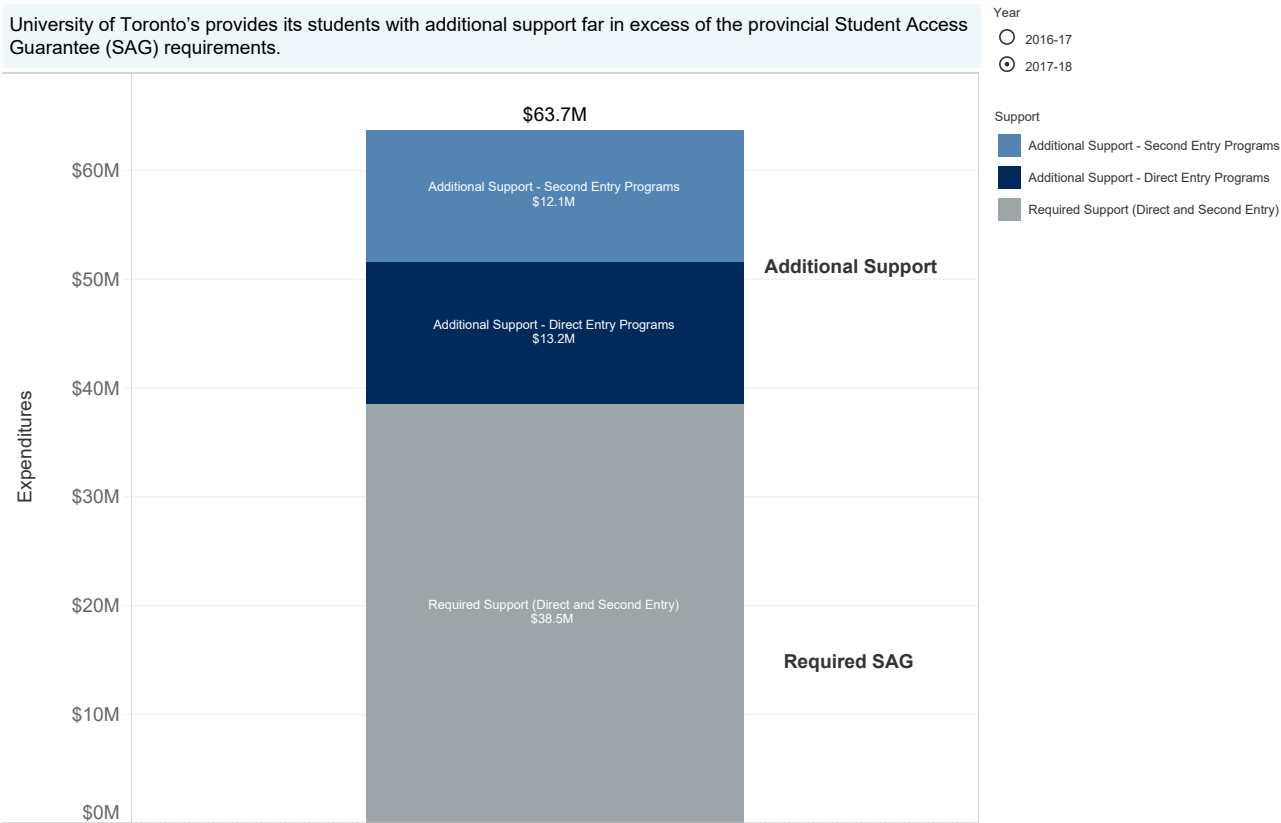 University of Toronto’s provides its students with additional support far in excess of the provincial Student Access
Guarantee (SAG) requirements.
Year
2016-17
2017-18
Support
Additional Support - Second Entry Programs
Additional Support - Direct Entry Programs
Required Support (Direct and Second Entry)
$63.7M
$60M
$50M
$40M
$30M
$20M
$10M
$0M
Expenditures
Additional Support - Second Entry Programs
$12.1M
Additional Support
Additional Support - Direct Entry Programs
$13.2M
Required Support (Direct and Second Entry)
$38.5M
Required SAG